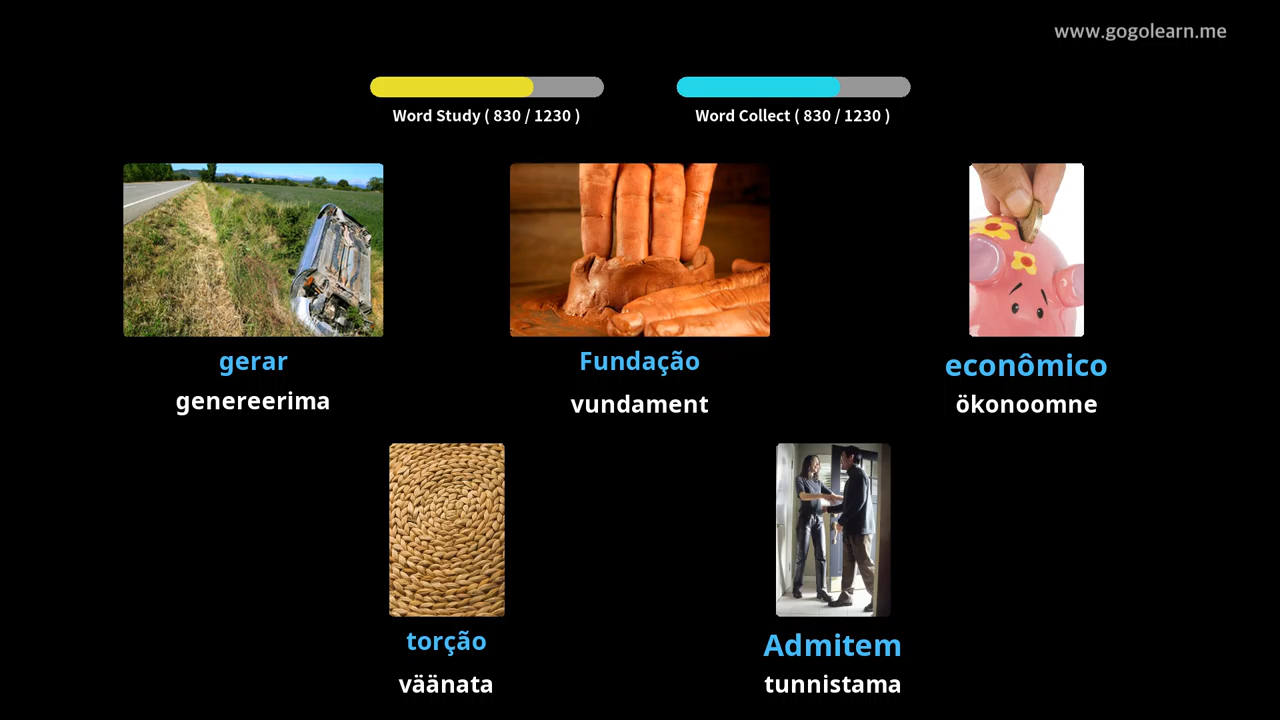 www.gogolearn.me
Word Study ( 830 / 1230 )
Word Collect ( 830 / 1230 )
gerar
genereerima
Fundação
vundament
econômico
ökonoomne
torção
väänata
Admitem
tunnistama